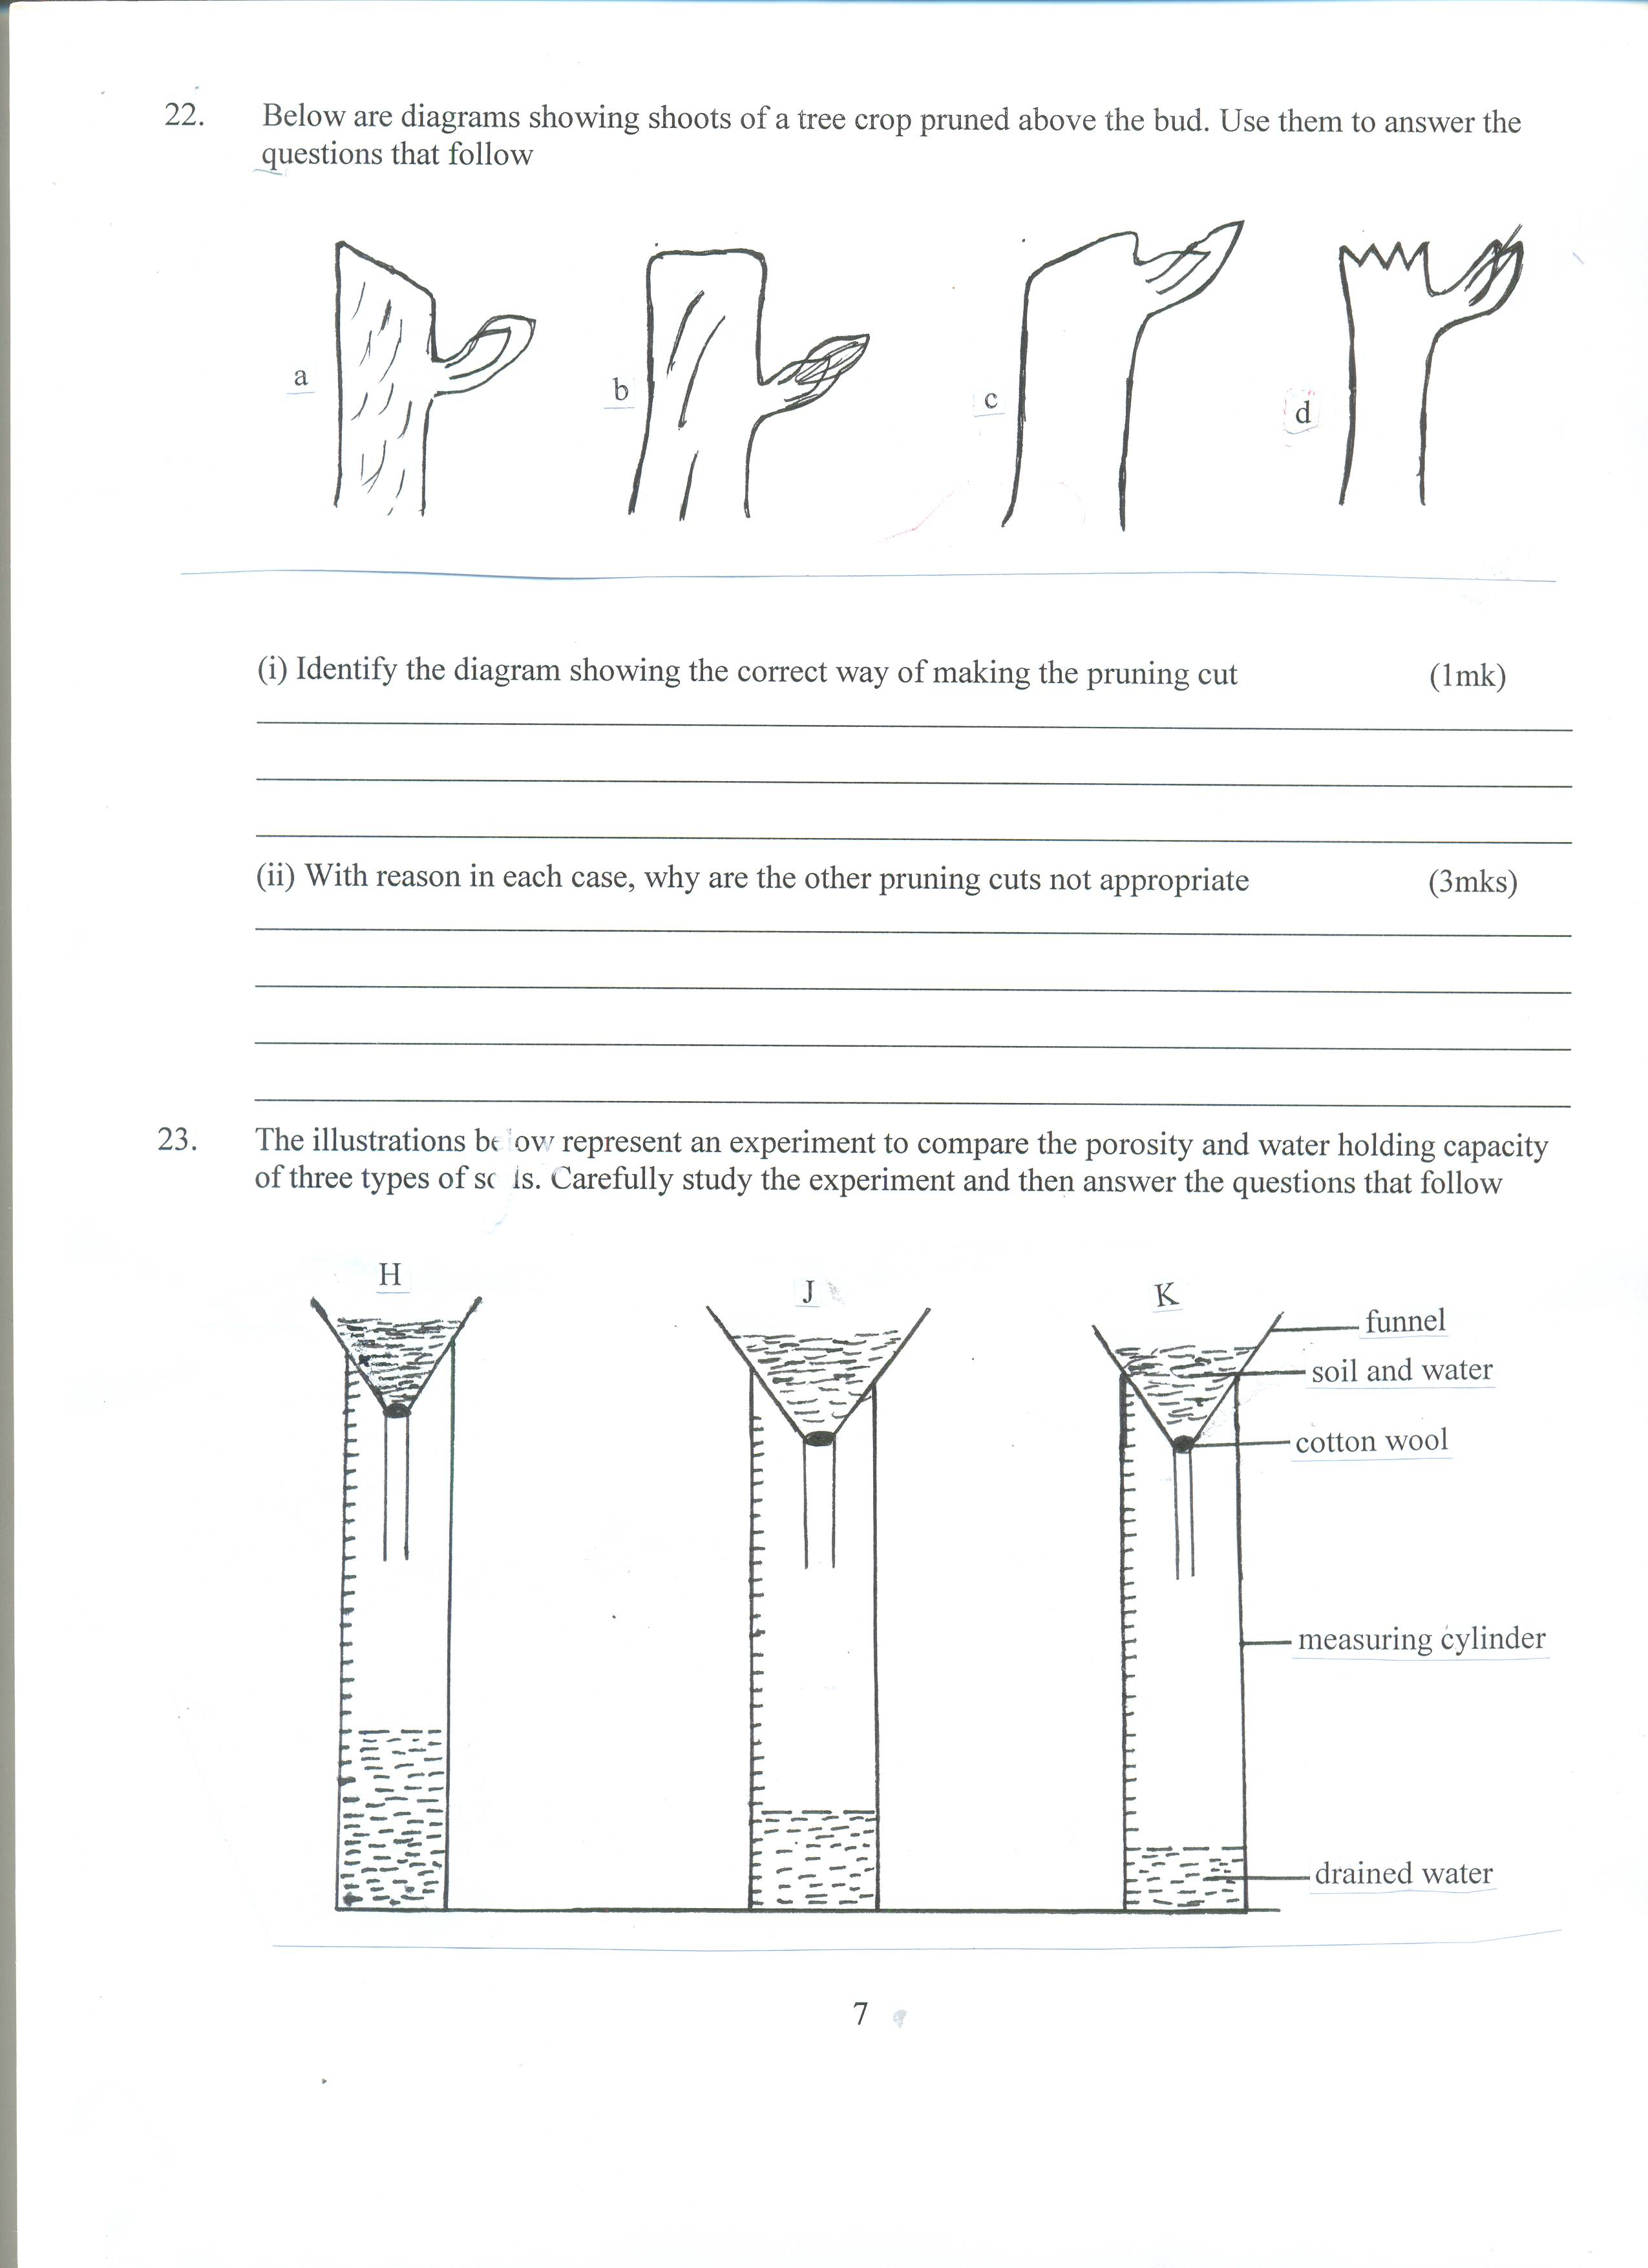 22. Below are diagrams showing shoots of a tree crop pruned above the bud. Use them to answer the
questions that follow
a
b
c
d
(i) Identify the diagram showing the correct way of making the pruning cut (1mk)
(ii) With reason in each case, why are the other pruning cuts not appropriate (3mks)
23. The illustrations below represent an experiment to compare the porosity and water holding capacity
of three types of so ls. Carefully study the experiment and then answer the questions that follow
H
J
K
funnel
soil and water
cotton wool
measuring cylinder
drained water
7